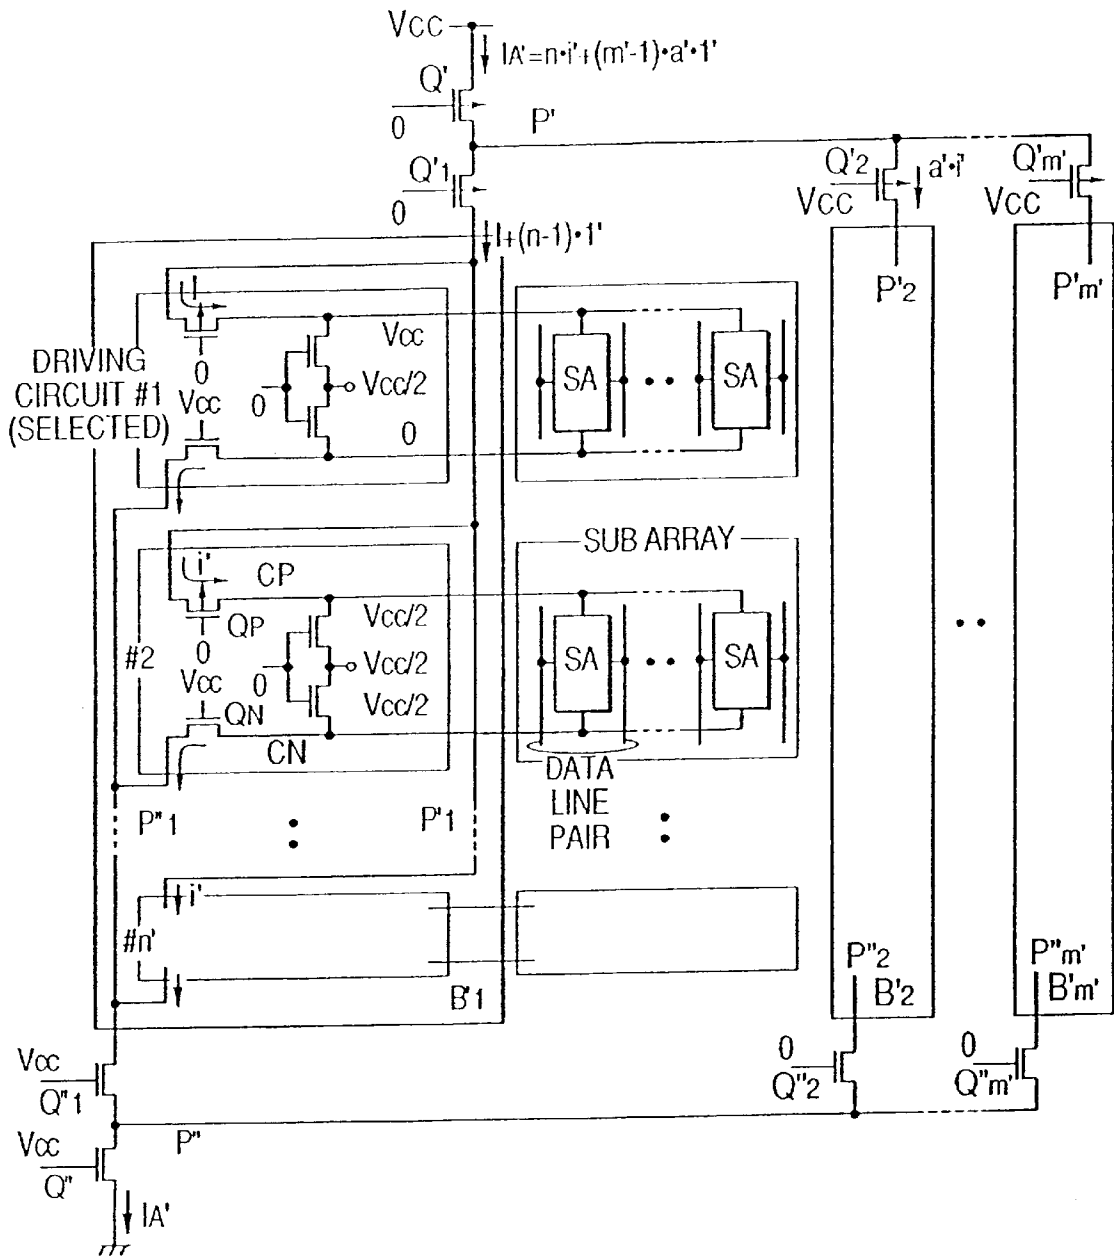 Vcc
IA'=n·i'+(m'-1)·a'·1'
Q'
0
P'
Q'1
0
I+(n-1)·1'
Q'2
Vcc
a'·i'
Q'm'
Vcc
P'2
P'm'
DRIVING
CIRCUIT #1
(SELECTED)
I
0
Vcc
0
Vcc
Vcc/2
0
SA
SA
SUB ARRAY
i'
CP
QP
0
#2
Vcc
QN
CN
0
Vcc/2
Vcc/2
Vcc/2
SA
SA
DATA
LINE
PAIR
P"1
P'1
i'
#n'
B'1
P"2
B'2
P"m'
B'm'
Vcc
Q"1
0
Q"2
0
Q"m'
P"
Vcc
Q"
IA'